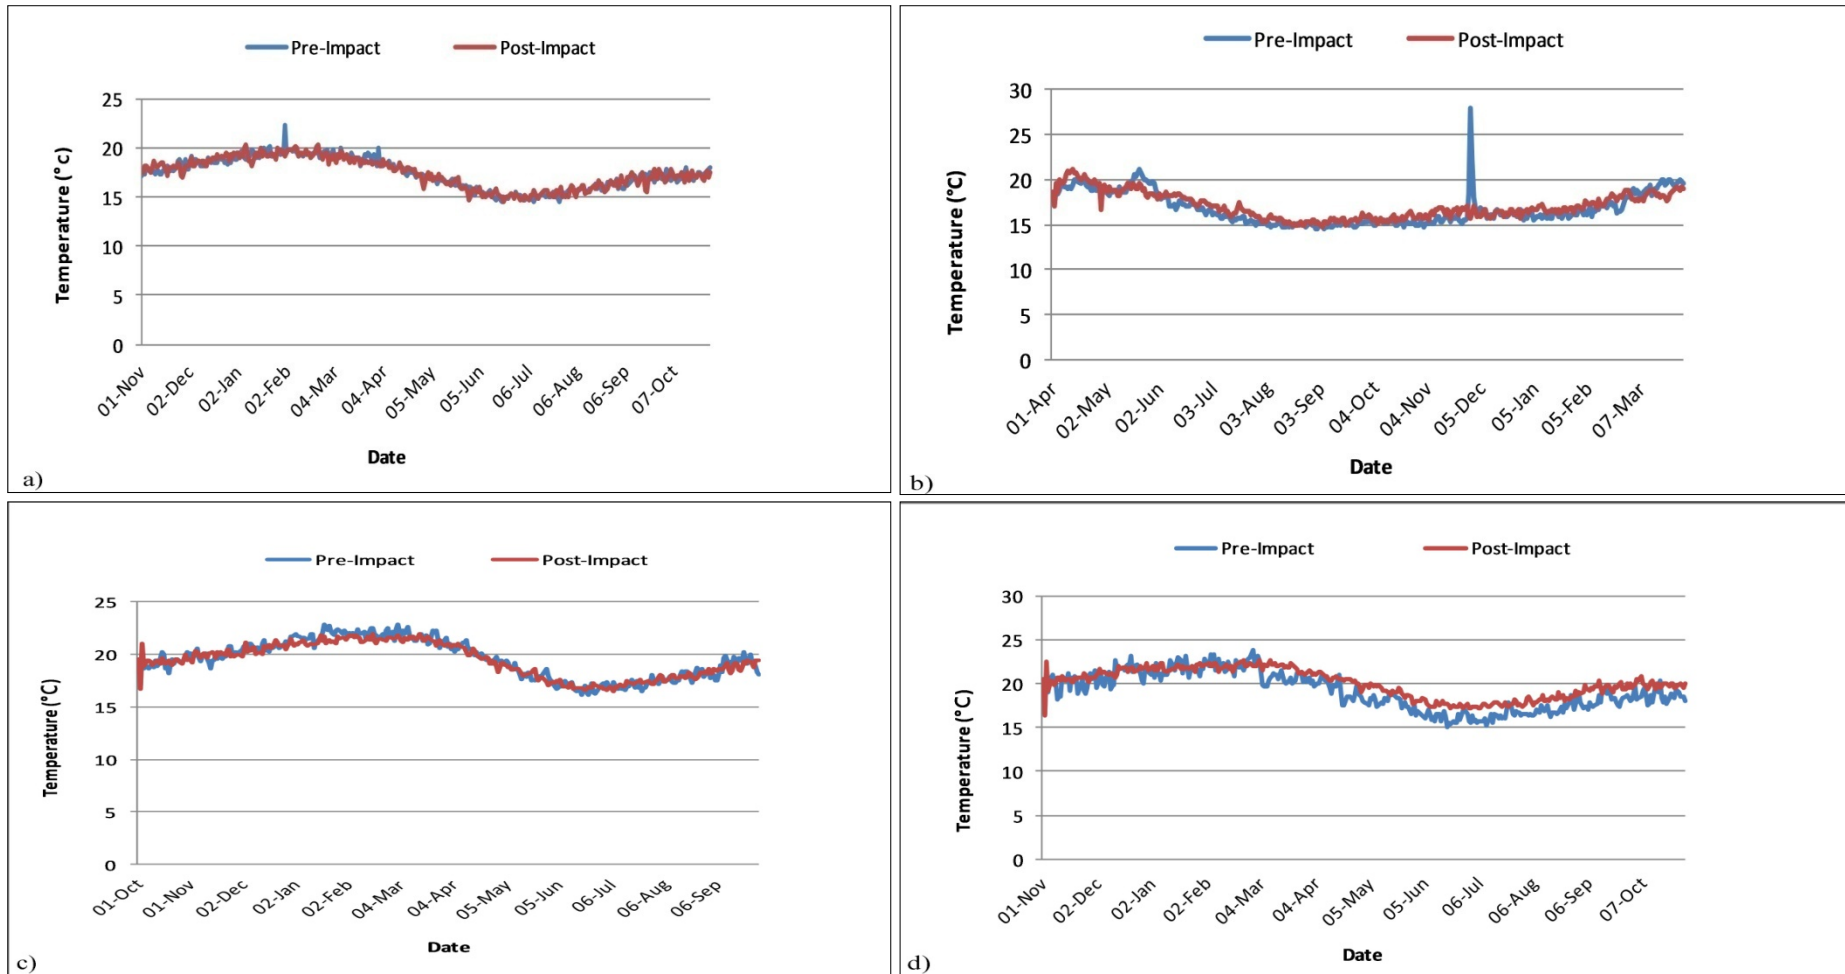 Pre-Impact Post-Impact
25
20
15
10
5
0
Temperature (° c)
01-Nov 02-Dec 02-Jan 02-Feb 04-Mar 04-Apr 05-May 05-Jun 06-Jul 06-Aug 06-Sep 07-Oct
Date
a)
Pre-Impact Post-Impact
30
25
20
15
10
5
0
Temperature (°C)
01-Apr 02-May 02-Jun 03-Jul 03-Aug 03-Sep 04-Oct 04-Nov 05-Dec 05-Jan 05-Feb 07-Mar
Date
b)
Pre-Impact Post-Impact
25
20
15
10
5
0
Temperature (°C)
01-Oct 01-Nov 02-Dec 02-Jan 02-Feb 04-Mar 04-Apr 05-May 05-Jun 06-Jul 06-Aug 06-Sep
Date
c)
Pre-Impact Post-Impact
30
25
20
15
10
5
0
Temperature (°C)
01-Nov 02-Dec 02-Jan 02-Feb 04-Mar 04-Apr 05-May 05-Jun 06-Jul 06-Aug 06-Sep 07-Oct
Date
d)